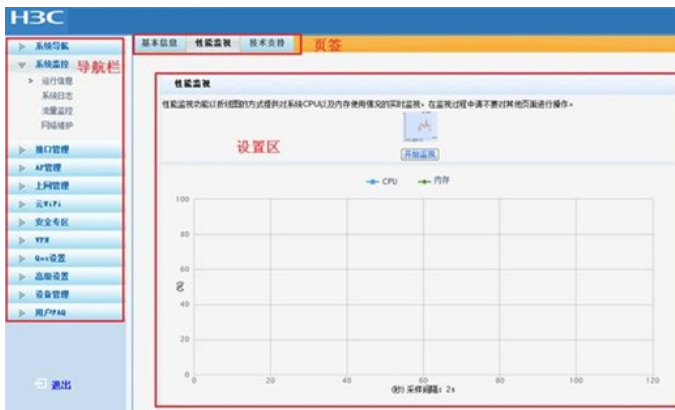 H3C
系统导航
系统监控
导航栏
运行信息
系统日志
流量监控
网络维护
接口管理
AP管理
上网管理
云WiFi
安全专区
VPN
QoS设置
高级设置
设备管理
用户FAQ
退出
基本信息 性能监视 技术支持 页签
性能监视
性能监视功能以折线图的方式提供对系统CPU以及内存使用情况的实时监视。在监视过程中请不要对其他页面进行操作。
设置区
开始监视
CPU 内存
100
80
60
(%)
40
20
0
0 20 40 60 80 100 120
(秒) 采样间隔: 2s